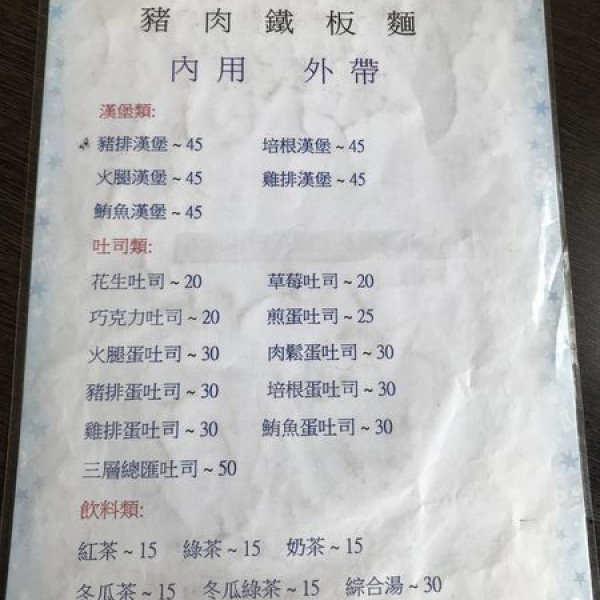 豬肉鐵板麵
內用 外帶
漢堡類:
豬排漢堡~45 培根漢堡~45
火腿漢堡~45 雞排漢堡~45
鮪魚漢堡~45
吐司類:
花生吐司~20 草莓吐司~20
巧克力吐司~20 煎蛋吐司~25
火腿蛋吐司~30 肉鬆蛋吐司~30
豬排蛋吐司~30 培根蛋吐司~30
雞排蛋吐司~30 鮪魚蛋吐司~30
三層總匯吐司~50
飲料類:
紅茶~15 綠茶~15 奶茶~15
冬瓜茶~15 冬瓜綠茶~15 綜合湯~30